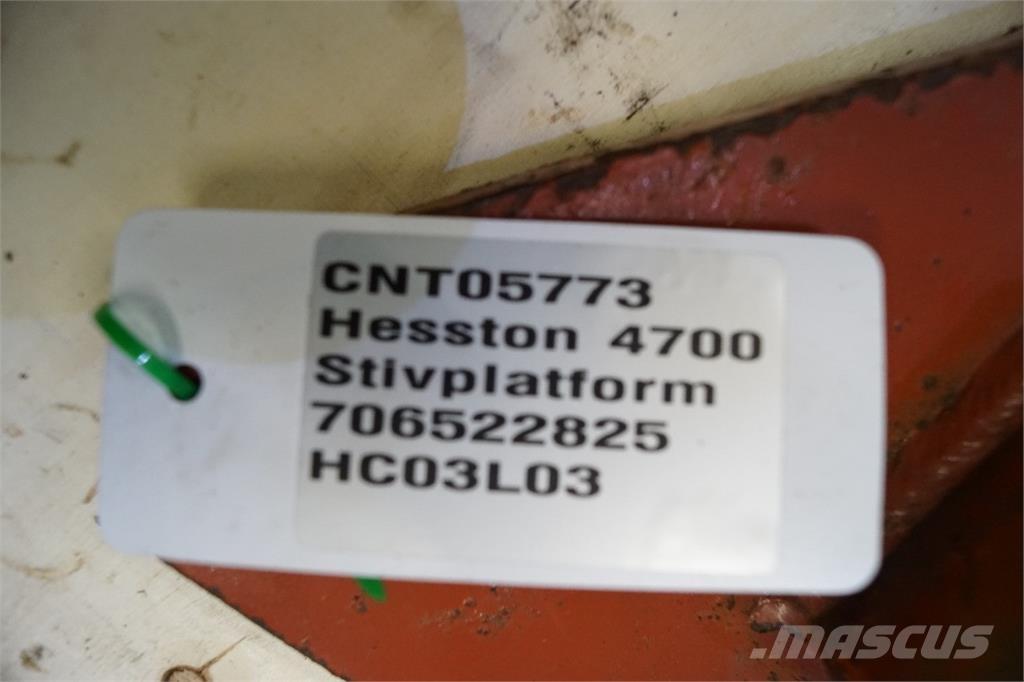 CNT05773
Hesston 4700
Stivplatform
706522825
HC03L03
.MASCUS